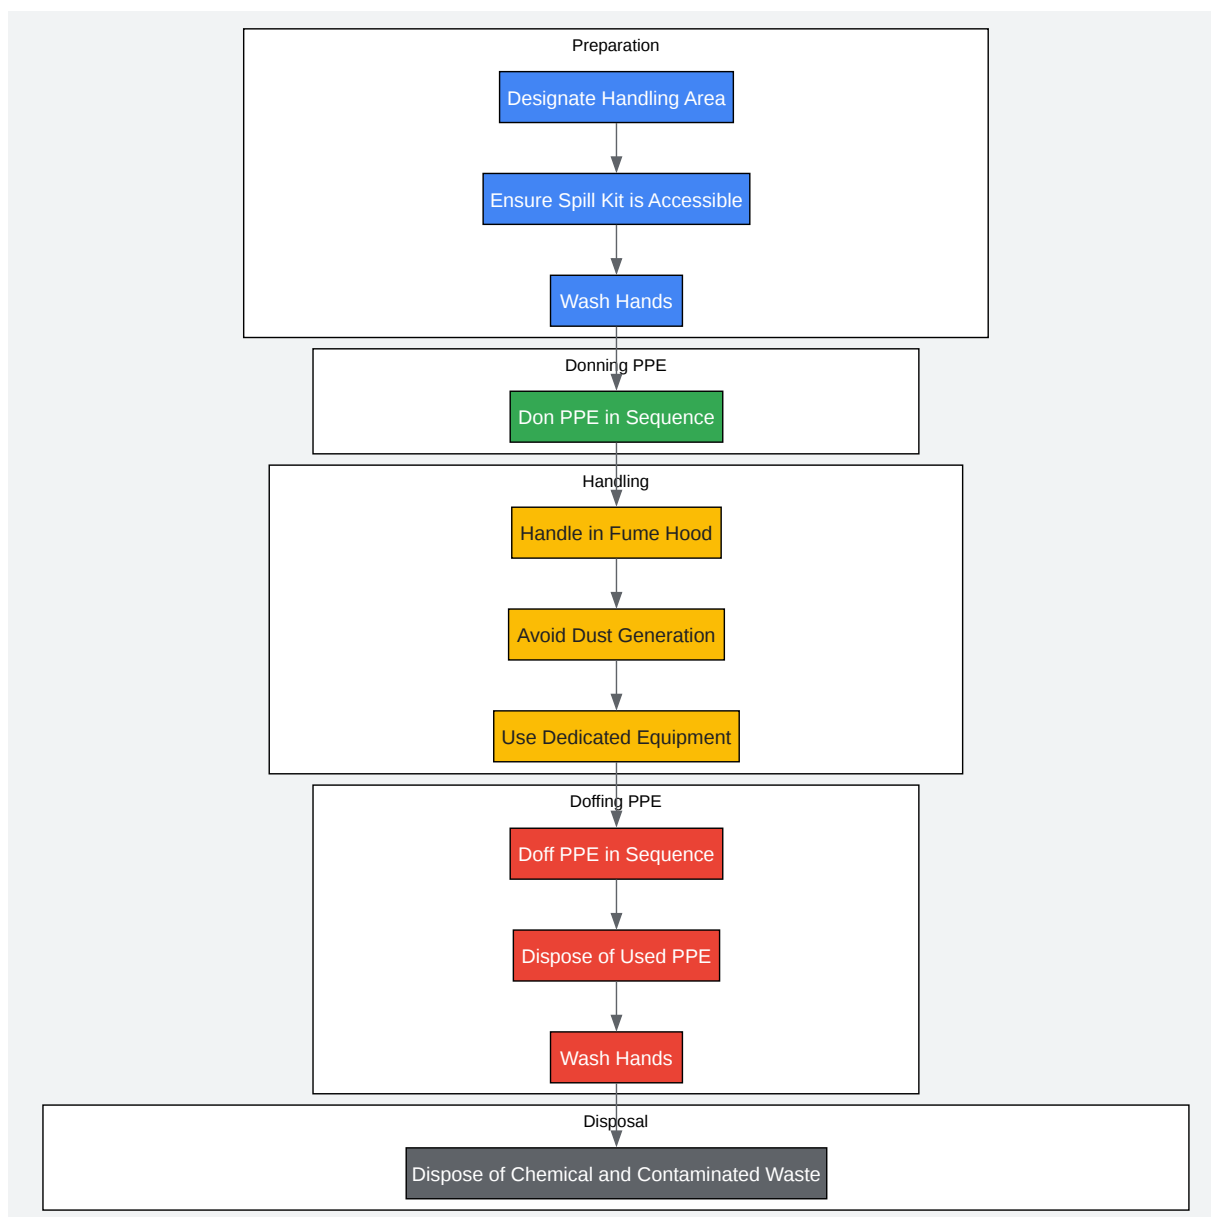 Preparation
Designate Handling Area
Ensure Spill Kit is Accessible
Wash Hands
Donning PPE
Don PPE in Sequence
Handling
Handle in Fume Hood
Avoid Dust Generation
Use Dedicated Equipment
Doffing PPE
Doff PPE in Sequence
Dispose of Used PPE
Wash Hands
Disposal
Dispose of Chemical and Contaminated Waste